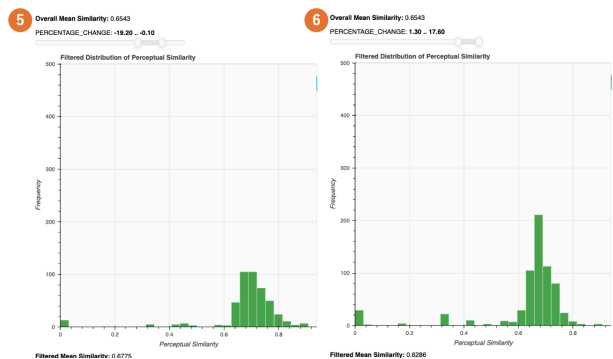 5
Overall Mean Similarity: 0.6543
PERCENTAGE_CHANGE: -19.20 .. -0.10
Filtered Distribution of Perceptual Similarity
500
400
300
200
100
0
Frequency
0
0.2
0.4
0.6
0.8
Perceptual Similarity
Filtered Mean Similarity: 0.6775
6
Overall Mean Similarity: 0.6543
PERCENTAGE_CHANGE: 1.30 .. 17.60
Filtered Distribution of Perceptual Similarity
500
400
300
200
100
0
Frequency
0
0.2
0.4
0.6
0.8
Perceptual Similarity
Filtered Mean Similarity: 0.6286